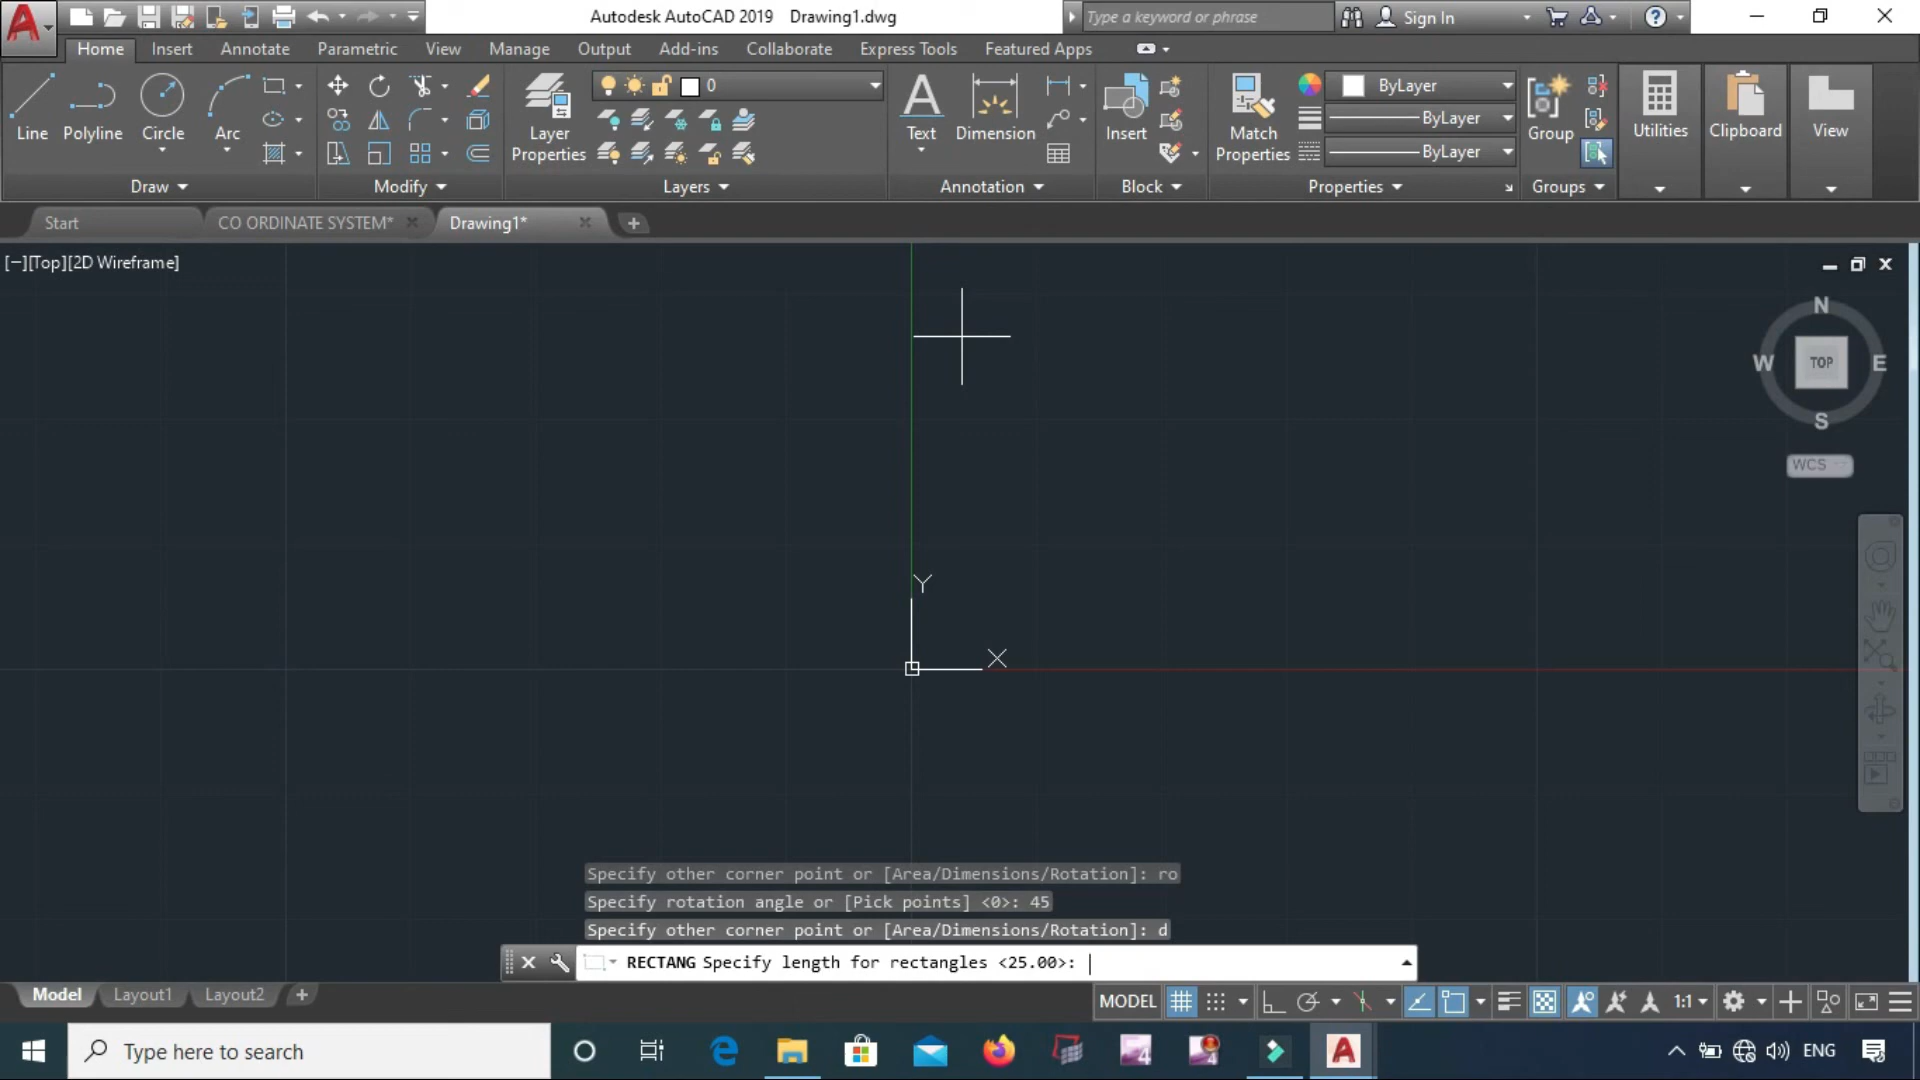 Autodesk AutoCAD 2019 Drawing1.dwg
Type a keyword or phrase
Sign In
Home Insert Annotate Parametric View Manage Output Add-ins Collaborate Express Tools Featured Apps
Line Polyline Circle Arc
Draw
Modify
Layer Properties
0
Layers
Text Dimension
Annotation
Insert
Block
Match Properties
ByLayer
ByLayer
ByLayer
Properties
Group
Groups
Utilities
Clipboard
View
Start CO ORDINATE SYSTEM* Drawing1*
[−][Top][2D Wireframe]
N
W TOP E
S
WCS
Y
X
Specify other corner point or [Area/Dimensions/Rotation]: ro
Specify rotation angle or [Pick points] <0>: 45
Specify other corner point or [Area/Dimensions/Rotation]: d
RECTANG Specify length for rectangles <25.00>:
Model Layout1 Layout2
MODEL 1:1
Type here to search
ENG